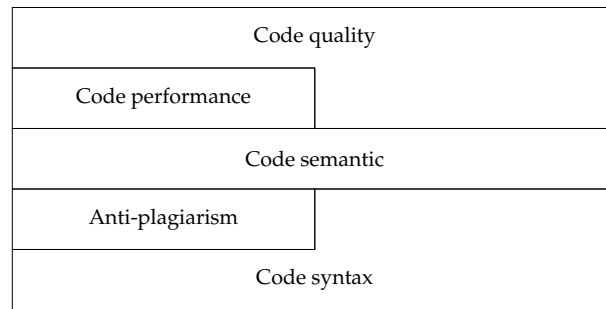 Code quality
Code performance
Code semantic
Anti-plagiarism
Code syntax